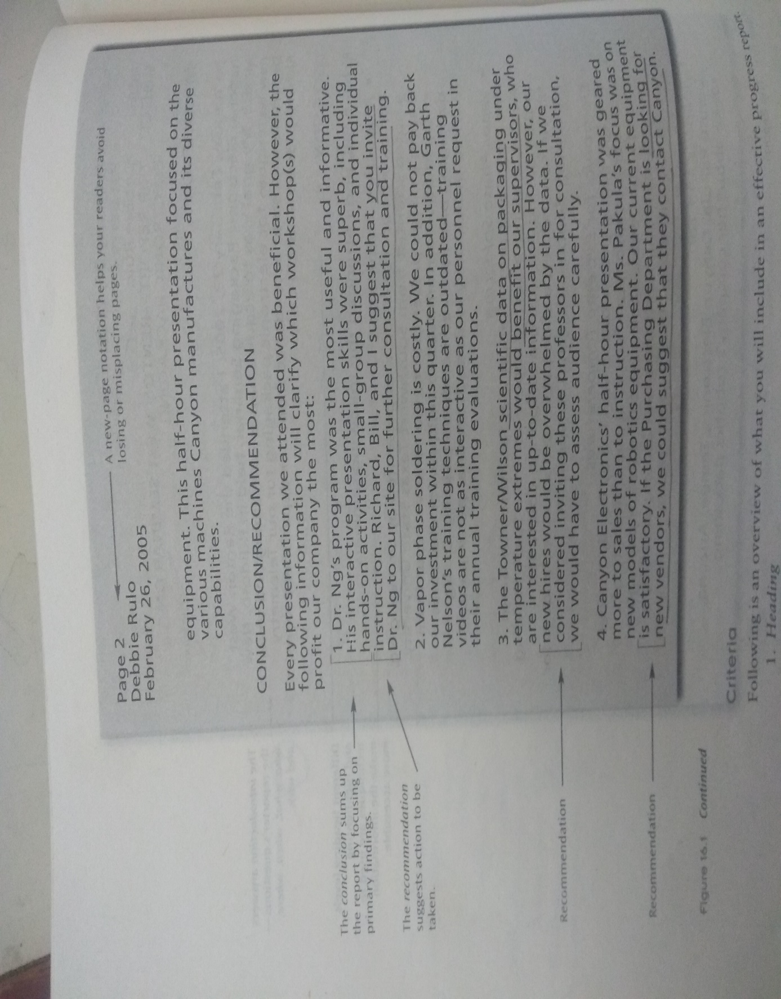 A new-page notation helps your readers avoid
losing or misplacing pages.
Page 2
Debbie Rulo
February 26, 2005
equipment. This half-hour presentation focused on the
various machines Canyon manufactures and its diverse
capabilities.
CONCLUSION/RECOMMENDATION
Every presentation we attended was beneficial. However, the
following information will clarify which workshop(s) would
profit our company the most:
1. Dr. Ng's program was the most useful and informative.
His interactive presentation skills were superb, including
hands-on activities, small-group discussions, and individual
instruction. Richard, Bill, and I suggest that you invite
Dr. Ng to our site for further consultation and training.
2. Vapor phase soldering is costly. We could not pay back
our investment within this quarter. In addition, Garth
Nelson's training techniques are outdated—training
videos are not as interactive as our personnel request in
their annual training evaluations.
3. The Towner/Wilson scientific data on packaging under
temperature extremes would benefit our supervisors, who
are interested in up-to-date information. However, our
new hires would be overwhelmed by the data. If we
considered inviting these professors in for consultation,
we would have to assess audience carefully.
4. Canyon Electronics' half-hour presentation was geared
more to sales than to instruction. Ms. Pakula's focus was on
new models of robotics equipment. Our current equipment
is satisfactory. If the Purchasing Department is looking for
new vendors, we could suggest that they contact Canyon.
The conclusion sums up
the report by focusing on
primary findings.
The recommendation
suggests action to be
taken.
Recommendation
Recommendation
Figure 16.1 Continued
Criteria
Following is an overview of what you will include in an effective progress report.
1. Heading